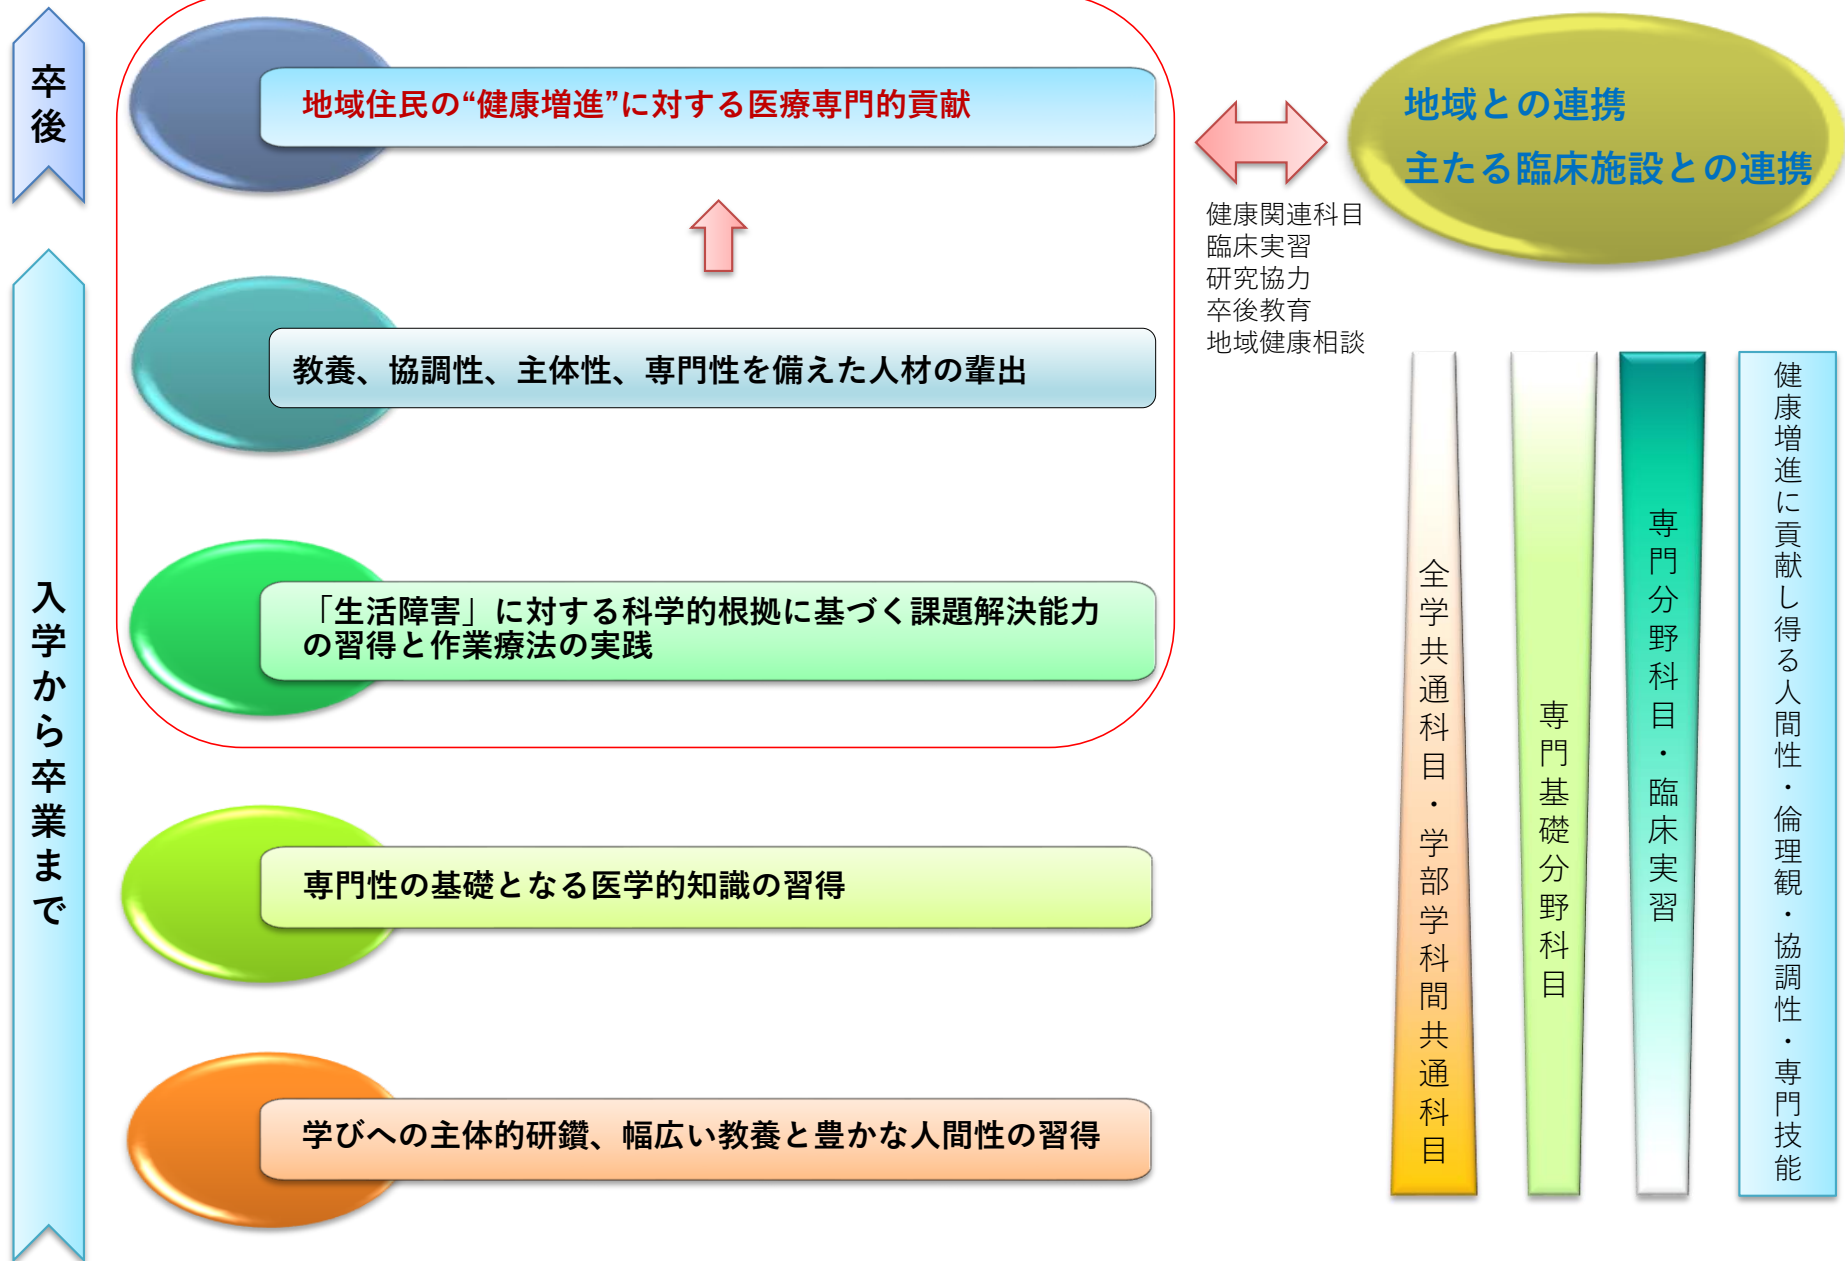 卒後
地域住民の“健康増進”に対する医療専門的貢献
地域との連携
主たる臨床施設との連携
健康関連科目
臨床実習
研究協力
卒後教育
地域健康相談
入学から卒業まで
教養、協調性、主体性、専門性を備えた人材の輩出
「生活障害」に対する科学的根拠に基づく課題解決能力
の習得と作業療法の実践
専門性の基礎となる医学的知識の習得
学びへの主体的研鑽、幅広い教養と豊かな人間性の習得
全学共通科目・学部学科間共通科目
専門基礎分野科目
専門分野科目・臨床実習
健康増進に貢献し得る人間性・倫理観・協調性・専門技能